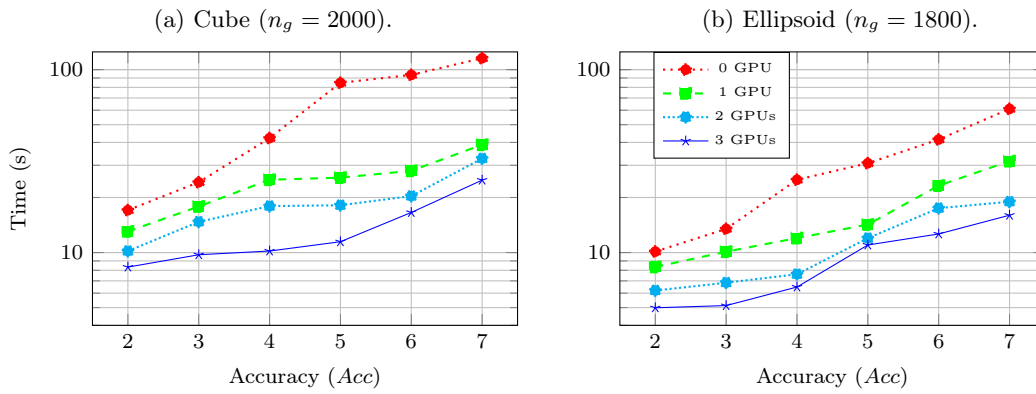 (a) Cube (n_g = 2000).
100
10
2 3 4 5 6 7
Time (s)
Accuracy (Acc)
(b) Ellipsoid (n_g = 1800).
0 GPU
1 GPU
2 GPUs
3 GPUs
100
10
2 3 4 5 6 7
Accuracy (Acc)